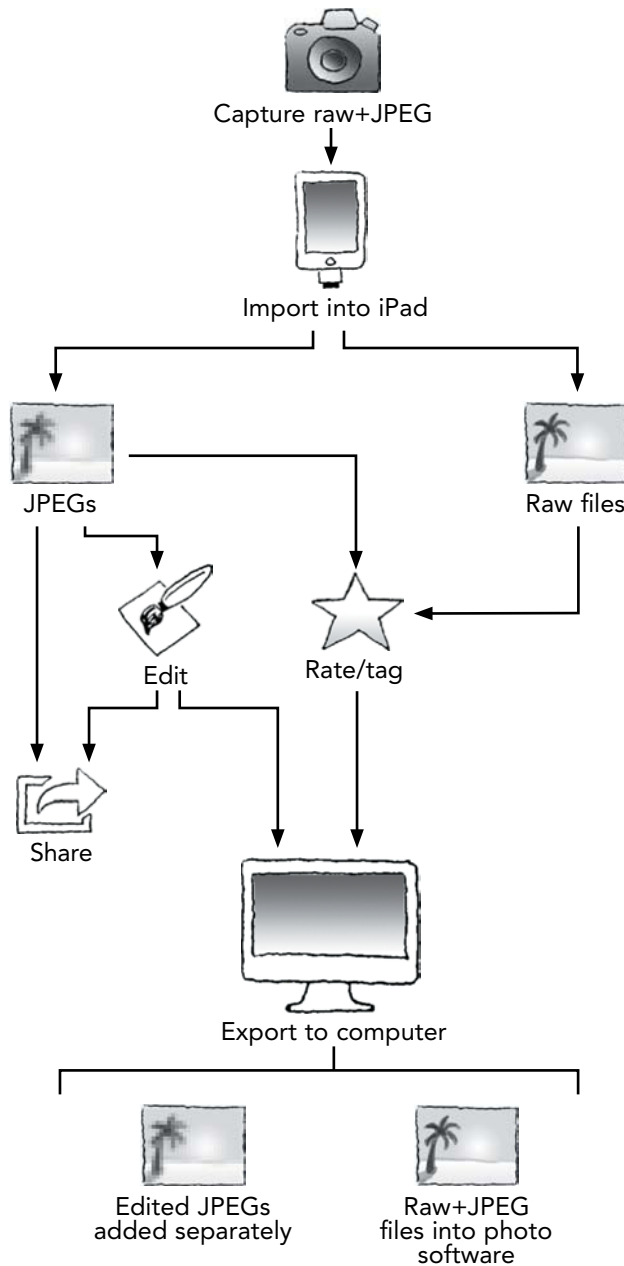 Capture raw+JPEG
Import into iPad
JPEGs
Raw files
Edit
Rate/tag
Share
Export to computer
Edited JPEGs
added separately
Raw+JPEG
files into photo
software